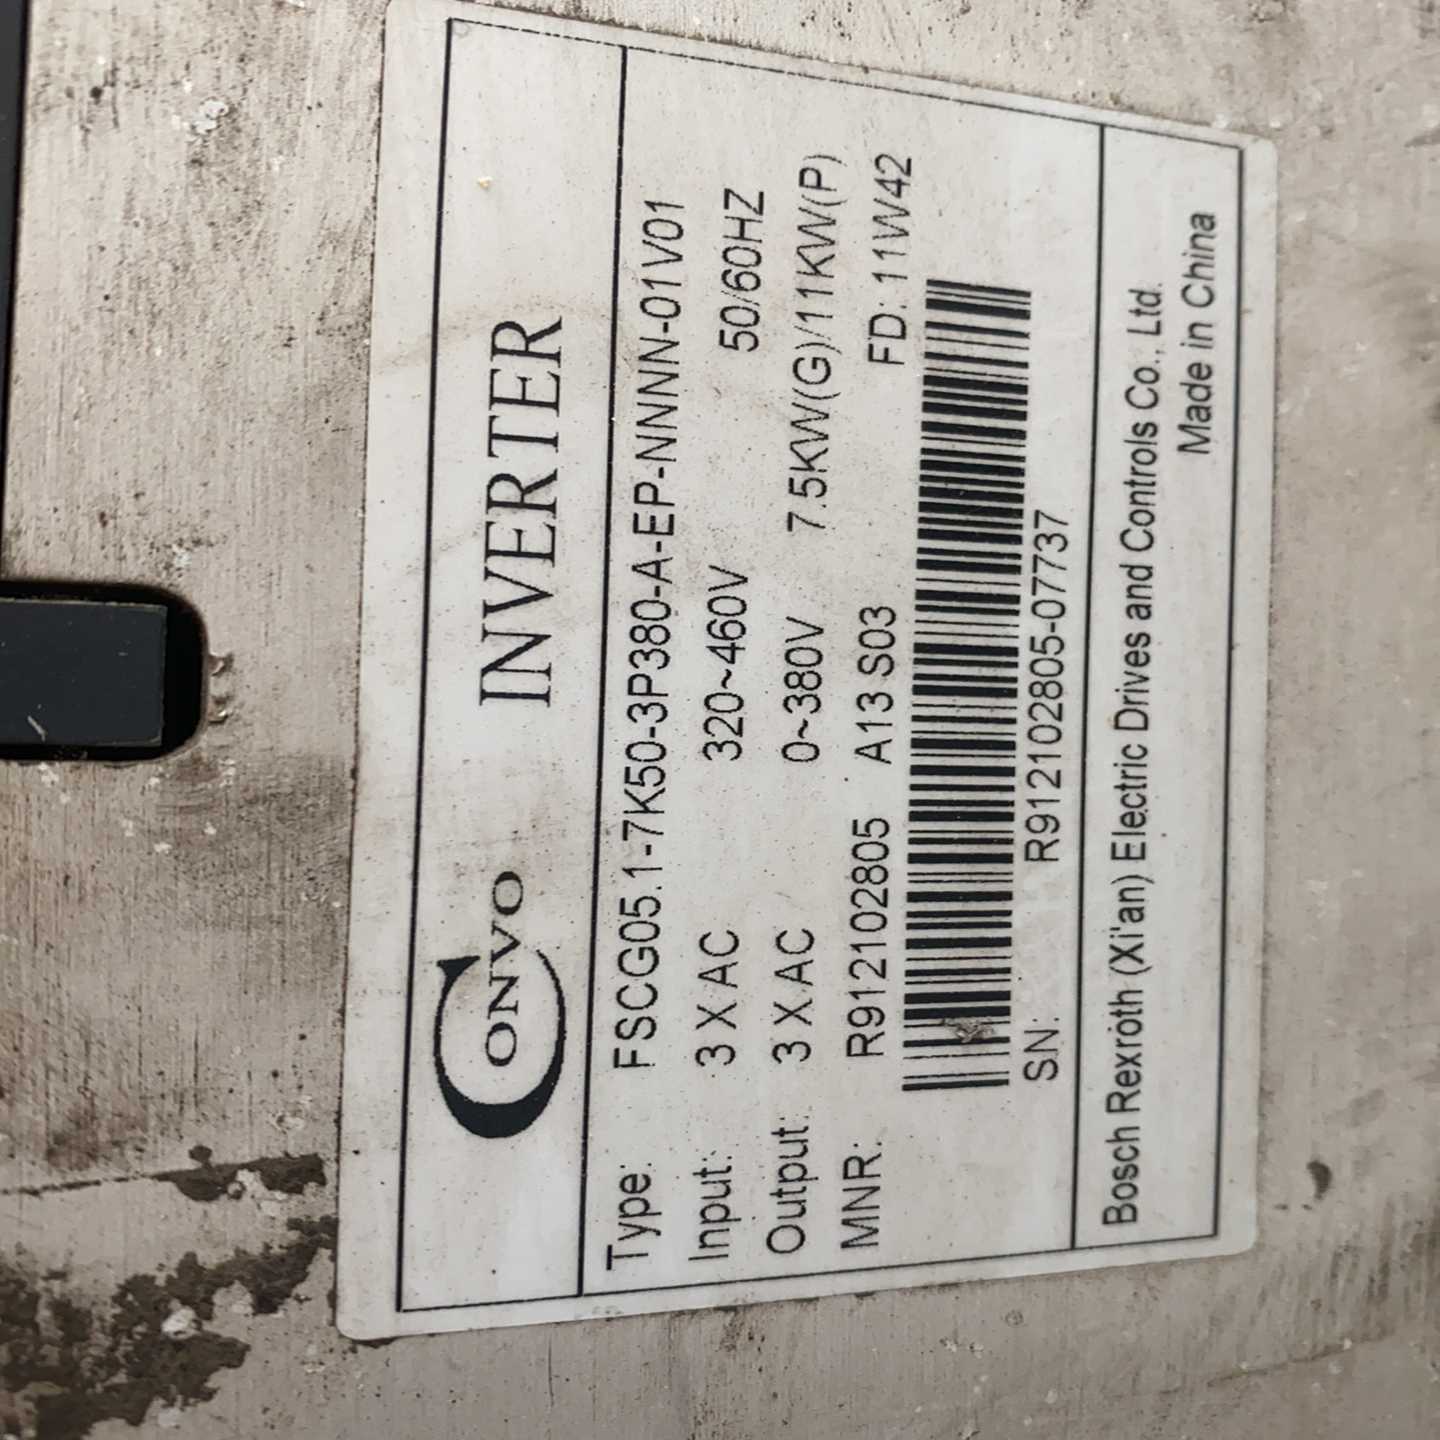 CONVO INVERTER
Type: FSCG05.1-7K50-3P380-A-EP-NNNN-01V01
Input: 3 X AC 320~460V 50/60HZ
Output: 3 X AC 0~380V 7.5KW(G)/11KW(P)
MNR: R912102805 A13 S03 FD: 11W42
SN: R912102805-07737
Bosch Rexroth (Xi'an) Electric Drives and Controls Co., Ltd.
Made in China